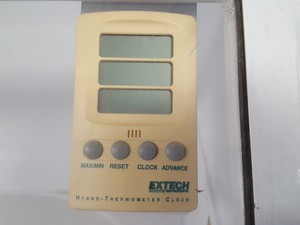 MAX/MIN RESET CLOCK ADVANCE
EXTECH
HYGRO-THERMOMETER CLOCK